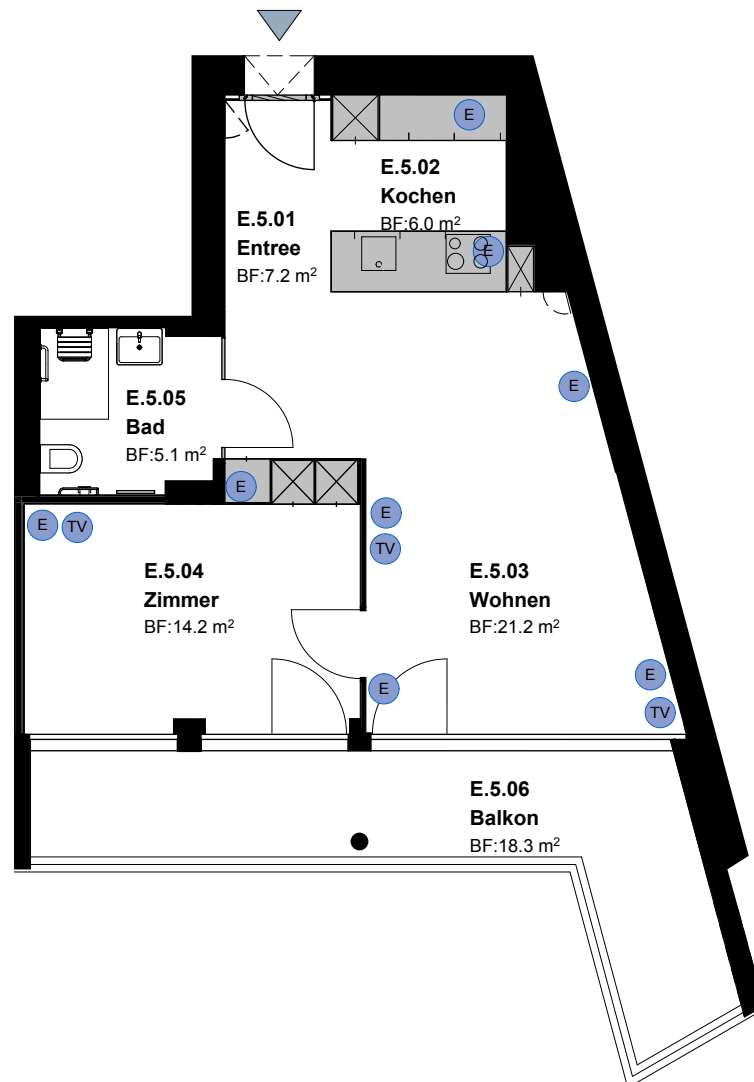 E
E.5.02
Kochen
BF:6.0 m²
E.5.01
Entree
BF:7.2 m²
E
E
E.5.05
Bad
BF:5.1 m²
E
E
E TV
TV
E.5.04
Zimmer
BF:14.2 m²
E.5.03
Wohnen
BF:21.2 m²
E
E
TV
E.5.06
Balkon
BF:18.3 m²